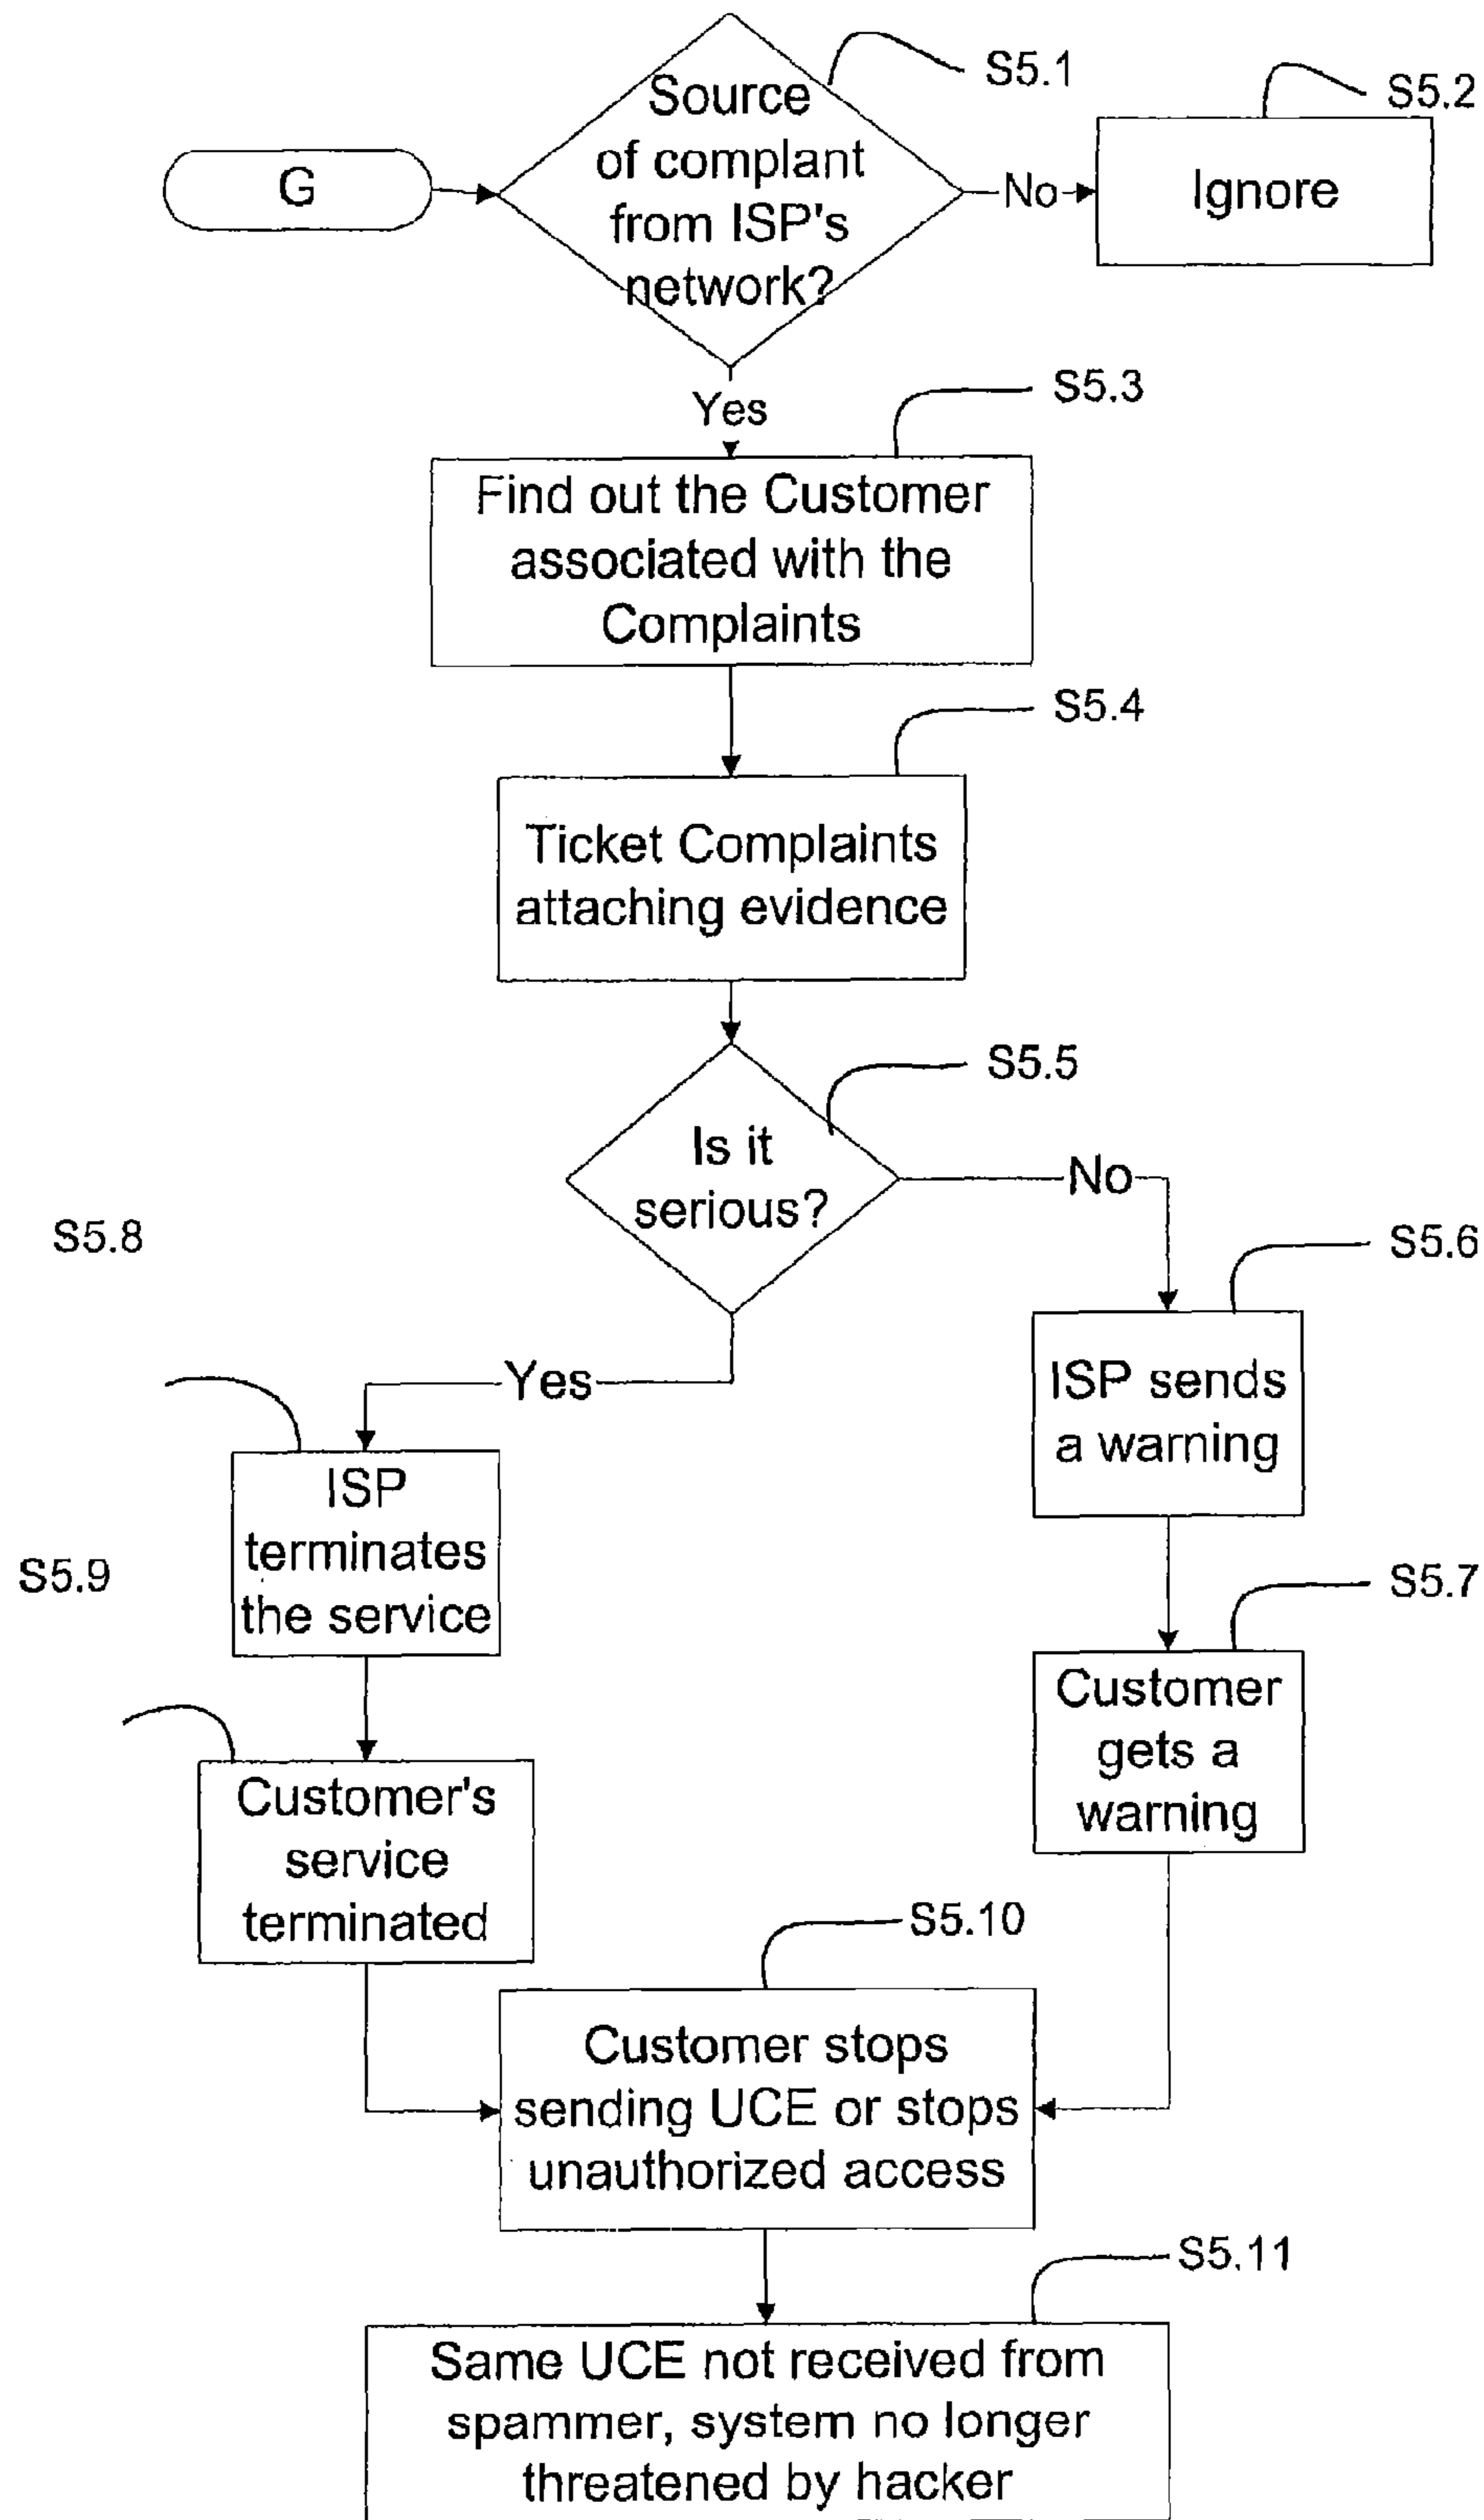 S5.1
S5.2
Source
of complant
from ISP's
network?
G
No
Ignore
Yes
S5.3
Find out the Customer
associated with the
Complaints
S5.4
Ticket Complaints
attaching evidence
S5.5
Is it
serious?
No
S5.8
S5.6
Yes
ISP sends
a warning
ISP
terminates
the service
S5.9
S5.7
Customer
gets a
warning
Customer's
service
terminated
S5.10
Customer stops
sending UCE or stops
unauthorized access
S5.11
Same UCE not received from
spammer, system no longer
threatened by hacker